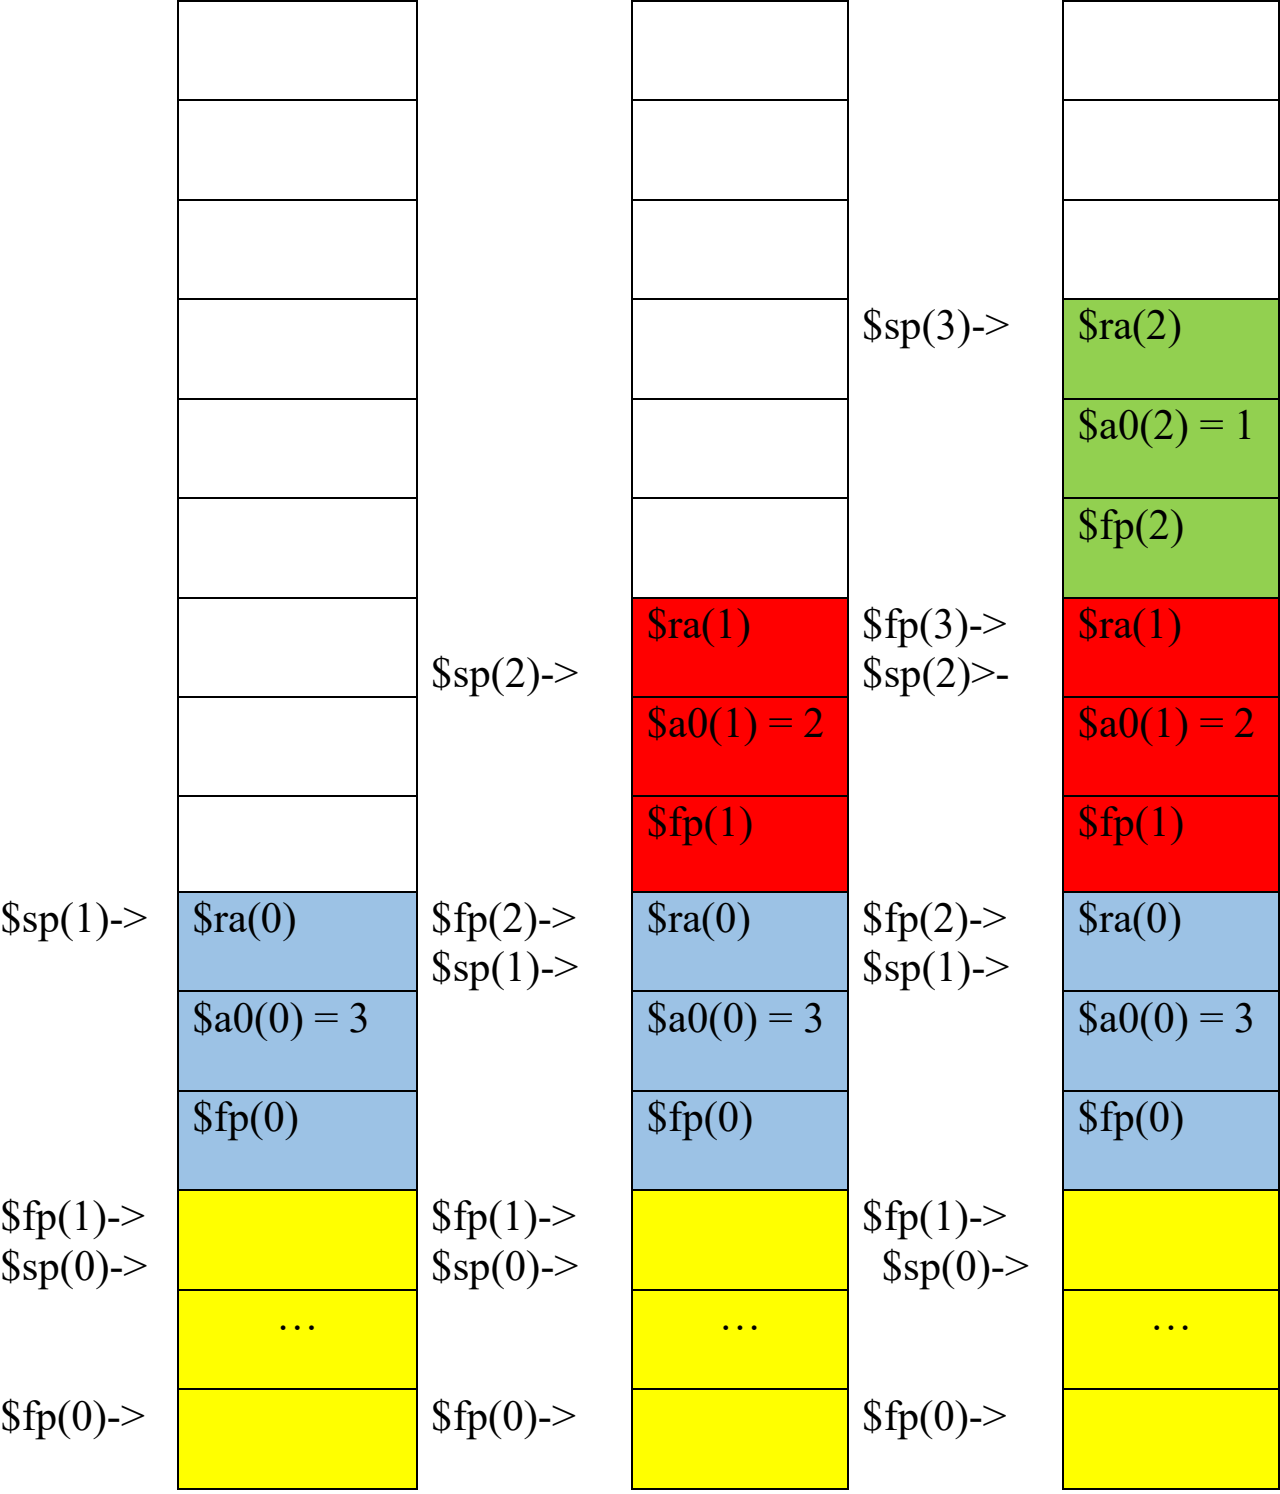 $sp(3)-> $ra(2)
$a0(2) = 1
$fp(2)
$ra(1) $fp(3)-> $ra(1)
$sp(2)-> $sp(2)>-
$a0(1) = 2 $a0(1) = 2
$fp(1) $fp(1)
$sp(1)-> $ra(0) $fp(2)-> $ra(0) $fp(2)-> $ra(0)
$sp(1)-> $sp(1)->
$a0(0) = 3 $a0(0) = 3 $a0(0) = 3
$fp(0) $fp(0) $fp(0)
$fp(1)-> $fp(1)-> $fp(1)->
$sp(0)-> $sp(0)-> $sp(0)->
… … …
$fp(0)-> $fp(0)-> $fp(0)->